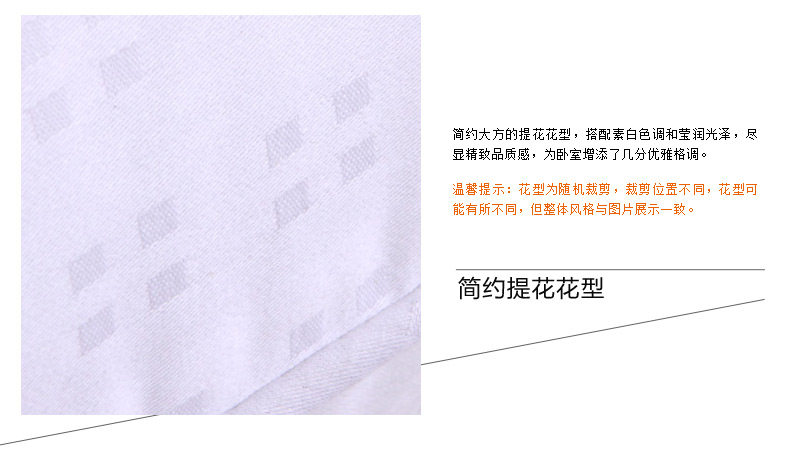 简约大方的提花花型，搭配素白色调和莹润光泽，尽
显精致品质感，为卧室增添了几分优雅格调。
温馨提示：花型为随机裁剪，裁剪位置不同，花型可
能有所不同，但整体风格与图片展示一致。
简约提花花型